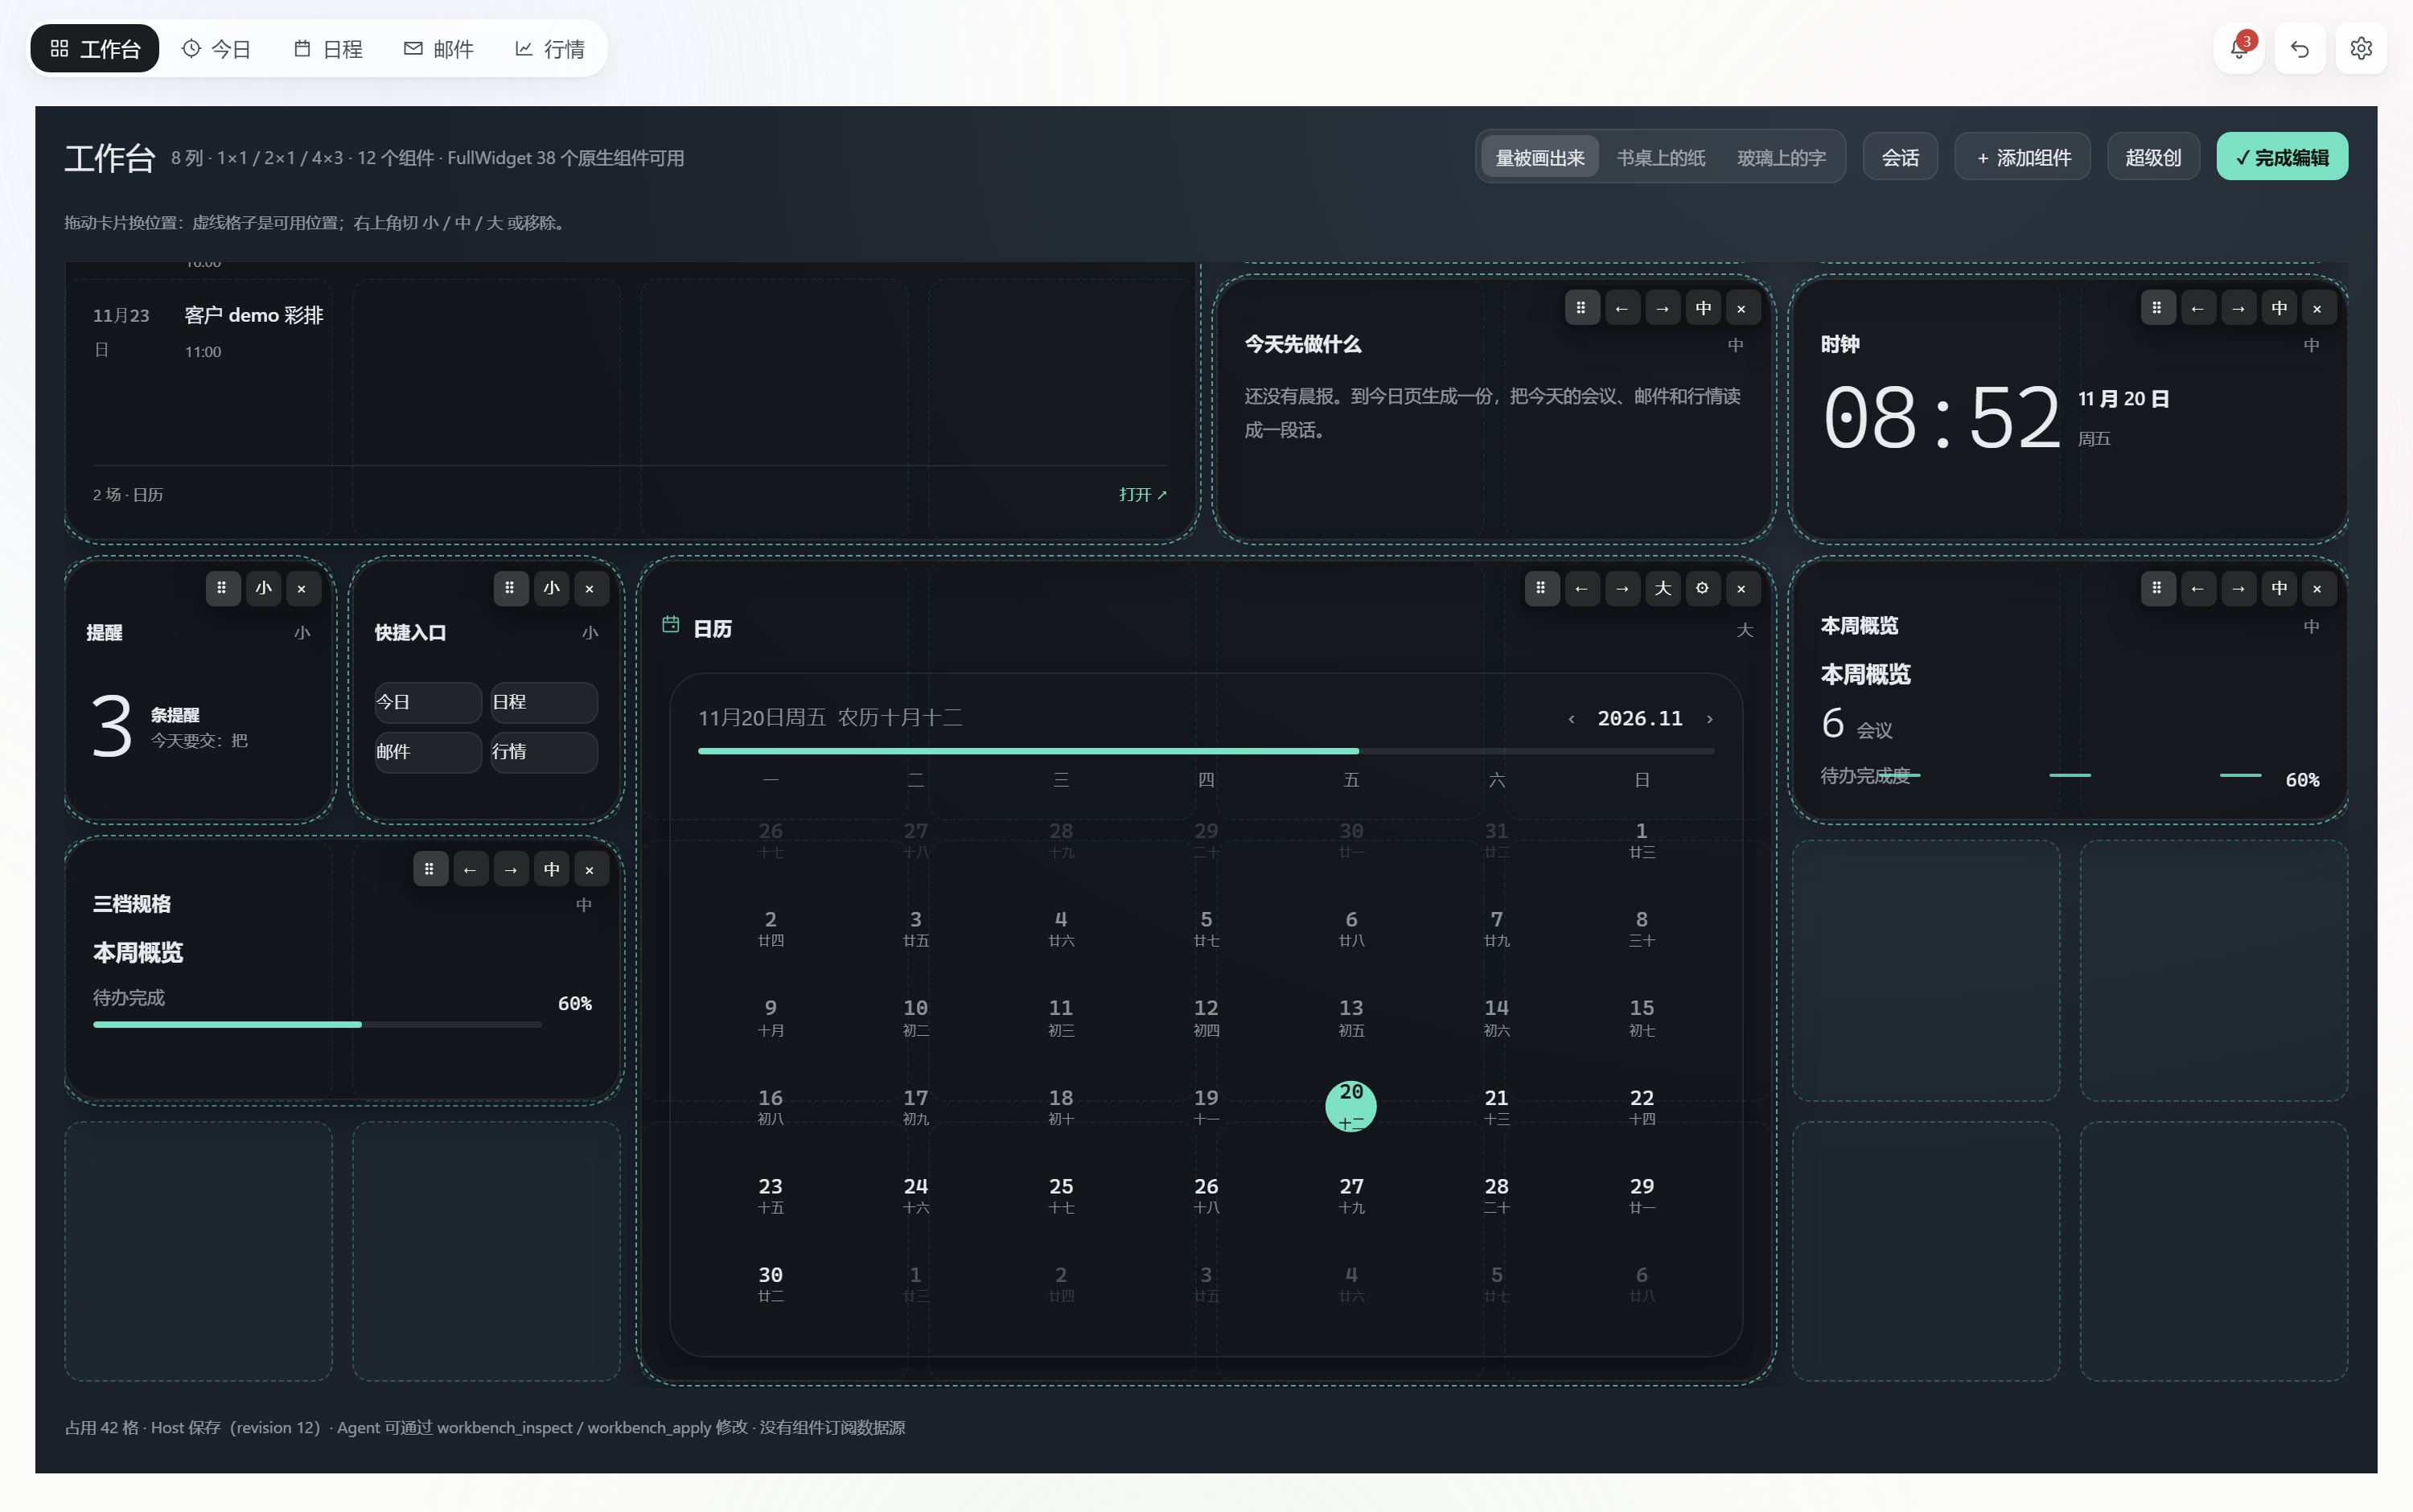 工作台 今日 日程 邮件 行情 3
工作台 8 列 · 1×1 / 2×1 / 4×3 · 12 个组件 · FullWidget 38 个原生组件可用 量被画出来 书桌上的纸 玻璃上的字 会话 + 添加组件 超级创 ✓ 完成编辑
拖动卡片换位置：虚线格子是可用位置；右上角切 小 / 中 / 大 或移除。
11月23日 客户 demo 彩排
11:00
2 场 · 日历 打开 ↗
⠿ ← → 中 ×
今天先做什么 中
还没有晨报。到今日页生成一份，把今天的会议、邮件和行情读
成一段话。
⠿ ← → 中 ×
时钟 中
08:52 11 月 20 日
周五
⠿ 小 ×
提醒 小
3 条提醒
今天要交：把
⠿ 小 ×
快捷入口 小
今日 日程
邮件 行情
⠿ ← → 大 ⚙ ×
日历 大
11月20日周五 农历十月十二 ‹ 2026.11 ›
一 二 三 四 五 六 日
26 27 28 29 30 31 1
十七 十八 十九 二十 廿一 廿二 廿三
2 3 4 5 6 7 8
廿四 廿五 廿六 廿七 廿八 廿九 三十
9 10 11 12 13 14 15
十月 初二 初三 初四 初五 初六 初七
16 17 18 19 20 21 22
初八 初九 初十 十一 十二 十三 十四
23 24 25 26 27 28 29
十五 十六 十七 十八 十九 二十 廿一
30 1 2 3 4 5 6
廿二 廿三 廿四 廿五 廿六 廿七 廿八
⠿ ← → 中 ×
本周概览 中
本周概览
6 会议
待办完成度 60%
⠿ ← → 中 ×
三档规格 中
本周概览
待办完成 60%
占用 42 格 · Host 保存（revision 12）· Agent 可通过 workbench_inspect / workbench_apply 修改 · 没有组件订阅数据源